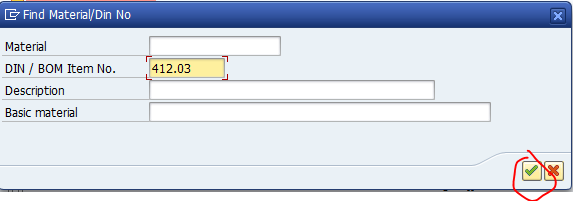 Find Material/Din No
Material
DIN / BOM Item No. 412.03
Description
Basic material